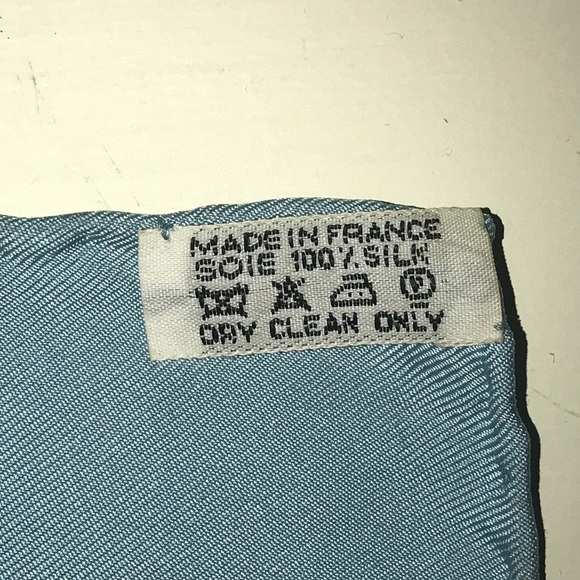 MADE IN FRANCE
SOIE 100% SILK
DRY CLEAN ONLY